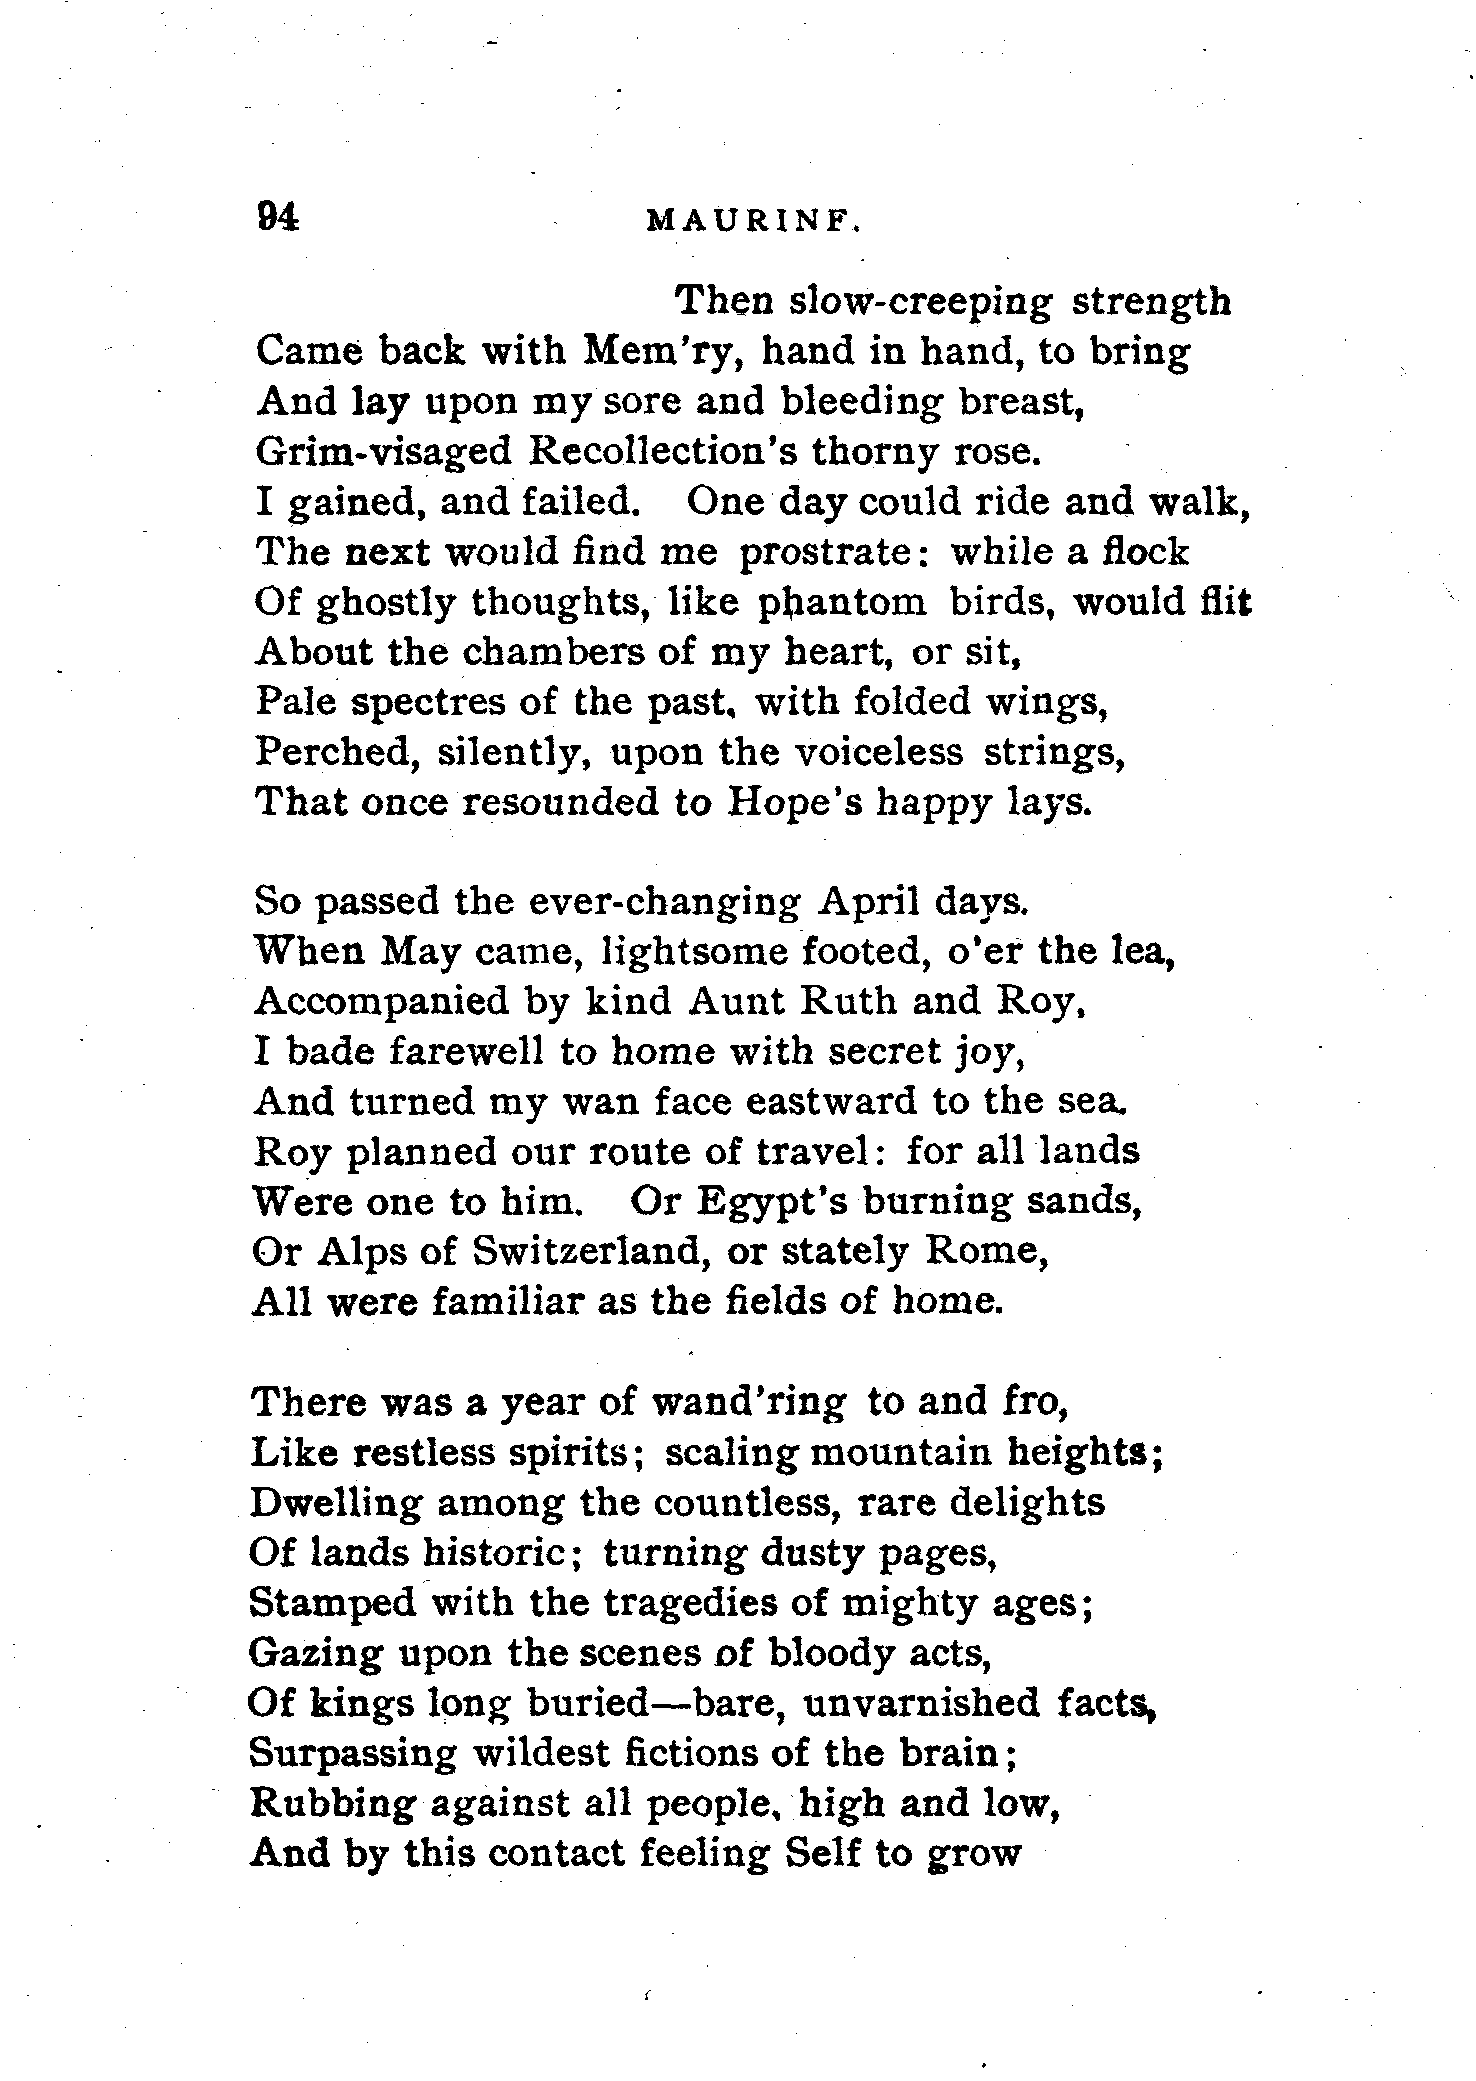 94 MAURINF.
Then slow-creeping strength
Came back with Mem'ry, hand in hand, to bring
And lay upon my sore and bleeding breast,
Grim-visaged Recollection's thorny rose.
I gained, and failed. One day could ride and walk,
The next would find me prostrate: while a flock
Of ghostly thoughts, like phantom birds, would flit
About the chambers of my heart, or sit,
Pale spectres of the past, with folded wings,
Perched, silently, upon the voiceless strings,
That once resounded to Hope's happy lays.
So passed the ever-changing April days.
When May came, lightsome footed, o'er the lea,
Accompanied by kind Aunt Ruth and Roy,
I bade farewell to home with secret joy,
And turned my wan face eastward to the sea.
Roy planned our route of travel: for all lands
Were one to him. Or Egypt's burning sands,
Or Alps of Switzerland, or stately Rome,
All were familiar as the fields of home.
There was a year of wand'ring to and fro,
Like restless spirits; scaling mountain heights;
Dwelling among the countless, rare delights
Of lands historic; turning dusty pages,
Stamped with the tragedies of mighty ages;
Gazing upon the scenes of bloody acts,
Of kings long buried—bare, unvarnished facts,
Surpassing wildest fictions of the brain;
Rubbing against all people, high and low,
And by this contact feeling Self to grow